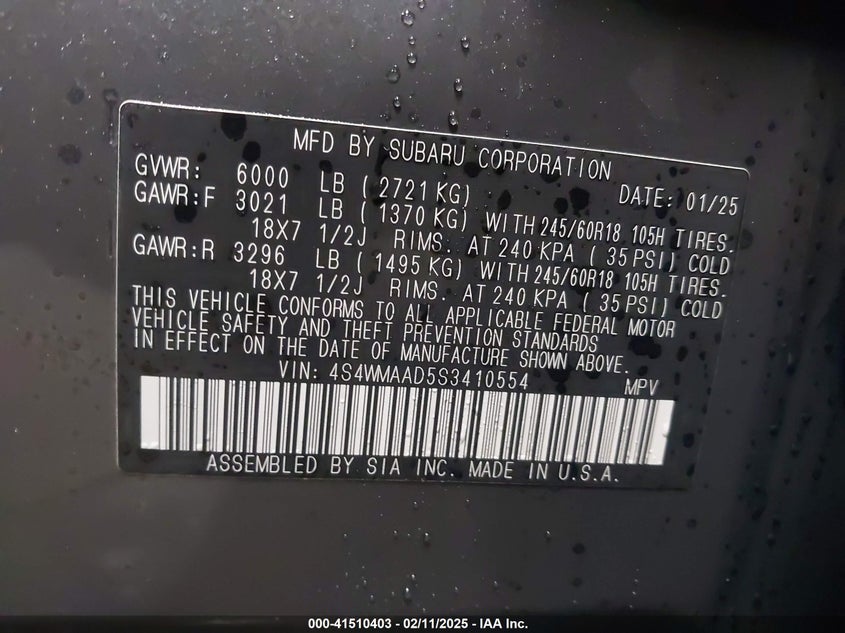 MFD BY SUBARU CORPORATION
GVWR: 6000 LB ( 2721 KG) DATE: 01/25
GAWR:F 3021 LB ( 1370 KG) WITH 245/60R18 105H TIRES.
18X7 1/2J RIMS. AT 240 KPA ( 35 PSI) COLD
GAWR:R 3296 LB ( 1495 KG) WITH 245/60R18 105H TIRES.
18X7 1/2J RIMS. AT 240 KPA ( 35 PSI) COLD
THIS VEHICLE CONFORMS TO ALL APPLICABLE FEDERAL MOTOR
VEHICLE SAFETY AND THEFT PREVENTION STANDARDS
IN EFFECT ON THE DATE OF MANUFACTURE SHOWN ABOVE.
VIN: 4S4WMAAD5S3410554 MPV
ASSEMBLED BY SIA INC. MADE IN U.S.A.
000-41510403 - 02/11/2025 - IAA Inc.